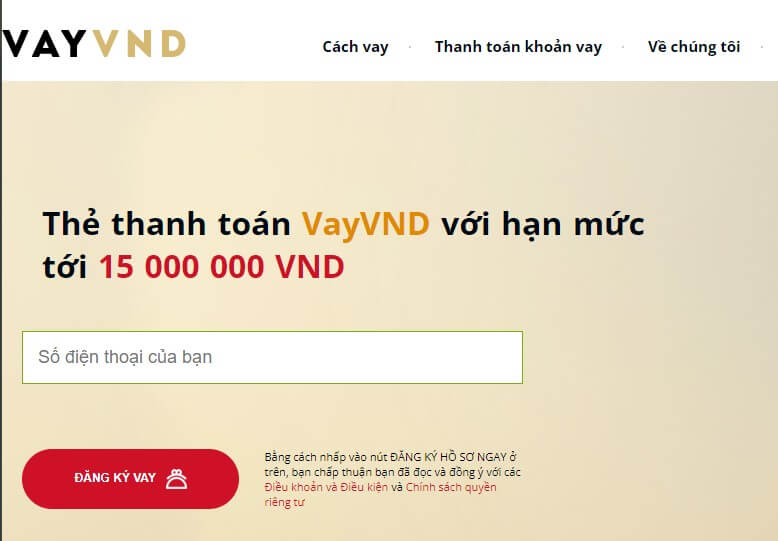 VAYVND
Cách vay · Thanh toán khoản vay · Về chúng tôi ·
Thẻ thanh toán VayVND với hạn mức
tới 15 000 000 VND
Số điện thoại của bạn
ĐĂNG KÝ VAY
Bằng cách nhấp vào nút ĐĂNG KÝ HỒ SƠ NGAY ở
trên, bạn chấp thuận bạn đã đọc và đồng ý với các
Điều khoản và Điều kiện và Chính sách quyền
riêng tư